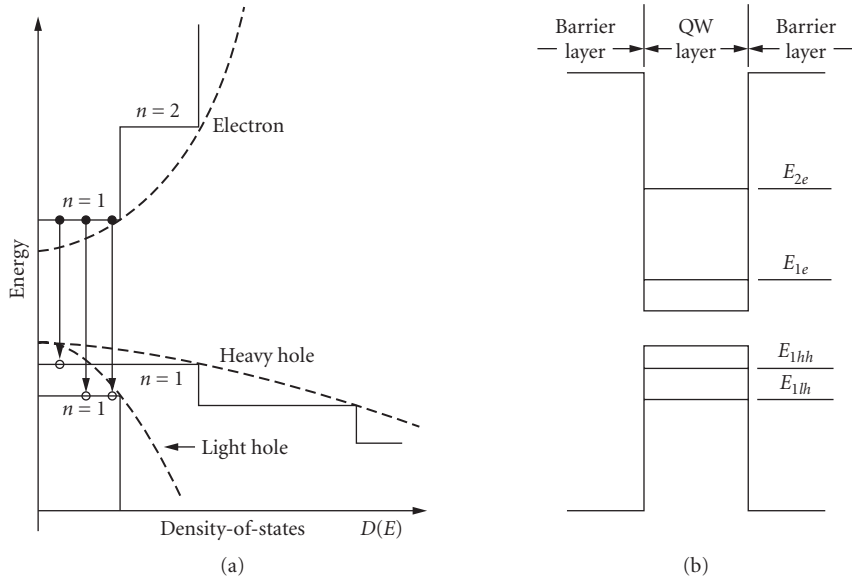 Energy
n = 2
Electron
n = 1
Heavy hole
n = 1
n = 1
Light hole
Density-of-states D(E)
(a)
Barrier layer
QW layer
Barrier layer
E2e
E1e
E1hh
E1lh
(b)